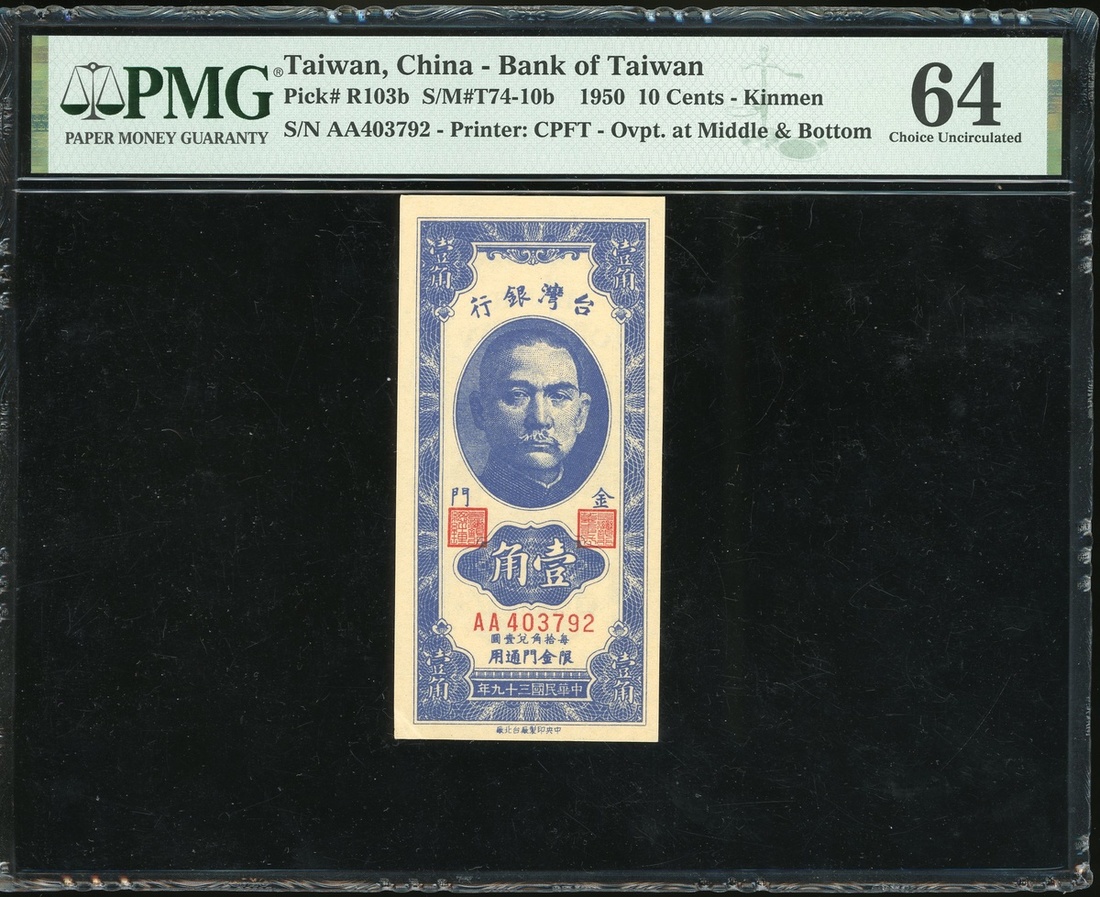 PMG®
PAPER MONEY GUARANTY
Taiwan, China - Bank of Taiwan
Pick# R103b S/M#T74-10b 1950 10 Cents - Kinmen
S/N AA403792 - Printer: CPFT - Ovpt. at Middle & Bottom
64
Choice Uncirculated
壹角
壹角
行銀灣台
門
金
角壹
AA403792
圓壹兌角拾每
用通門金限
壹角
壹角
年九十三國民華中
廠北台廠製印央中